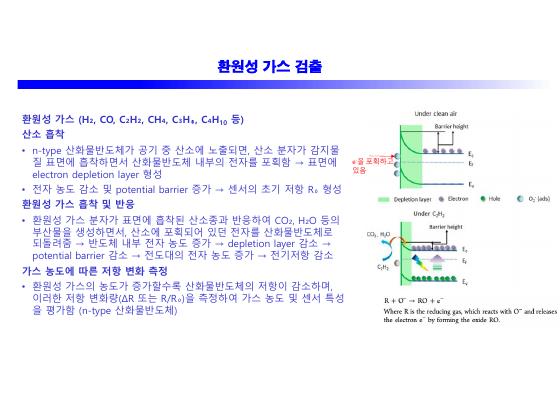 환원성 가스 검출
환원성 가스 (H₂, CO, C₂H₂, CH₄, C₃H₈, C₄H₁₀ 등)
산소 흡착
• n-type 산화물반도체가 공기 중 산소에 노출되면, 산소 분자가 감지물
질 표면에 흡착하면서 산화물반도체 내부의 전자를 포획함 → 표면에
electron depletion layer 형성
• 전자 농도 감소 및 potential barrier 증가 → 센서의 초기 저항 R₀ 형성
환원성 가스 흡착 및 반응
• 환원성 가스 분자가 표면에 흡착된 산소종과 반응하여 CO₂, H₂O 등의
부산물을 생성하면서, 산소에 포획되어 있던 전자를 산화물반도체로
되돌려줌 → 반도체 내부 전자 농도 증가 → depletion layer 감소 →
potential barrier 감소 → 전도대의 전자 농도 증가 → 전기저항 감소
가스 농도에 따른 저항 변화 측정
• 환원성 가스의 농도가 증가할수록 산화물반도체의 저항이 감소하며,
이러한 저항 변화량(ΔR 또는 R/R₀)을 측정하여 가스 농도 및 센서 특성
을 평가함 (n-type 산화물반도체)
Under clean air
Barrier height
E꜀
E_f
Eᵥ
e 을 포획하고
있음
Depletion layer
Electron
Hole
O₂⁻(ads)
Under C₂H₂
Barrier height
CO₂, H₂O
C₂H₂
E꜀
E_f
Eᵥ
R + O⁻ → RO + e⁻
Where R is the reducing gas, which reacts with O⁻ and releases
the electron e⁻ by forming the oxide RO.